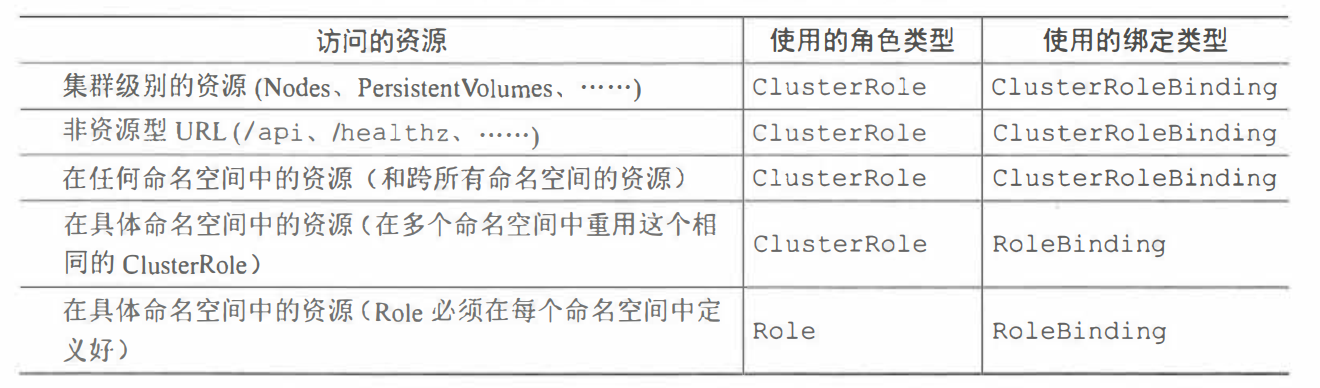 访问的资源 使用的角色类型 使用的绑定类型
集群级别的资源 (Nodes、PersistentVolumes、……) ClusterRole ClusterRoleBinding
非资源型 URL (/api、/healthz、……) ClusterRole ClusterRoleBinding
在任何命名空间中的资源（和跨所有命名空间的资源） ClusterRole ClusterRoleBinding
在具体命名空间中的资源（在多个命名空间中重用这个相
同的 ClusterRole） ClusterRole RoleBinding
在具体命名空间中的资源（Role 必须在每个命名空间中定
义好） Role RoleBinding